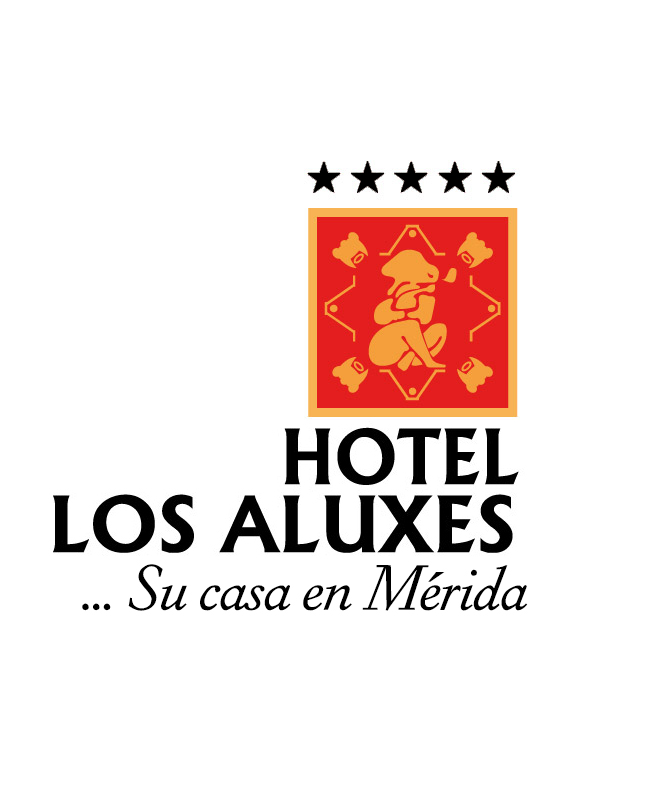 HOTEL
LOS ALUXES
... Su casa en Mérida